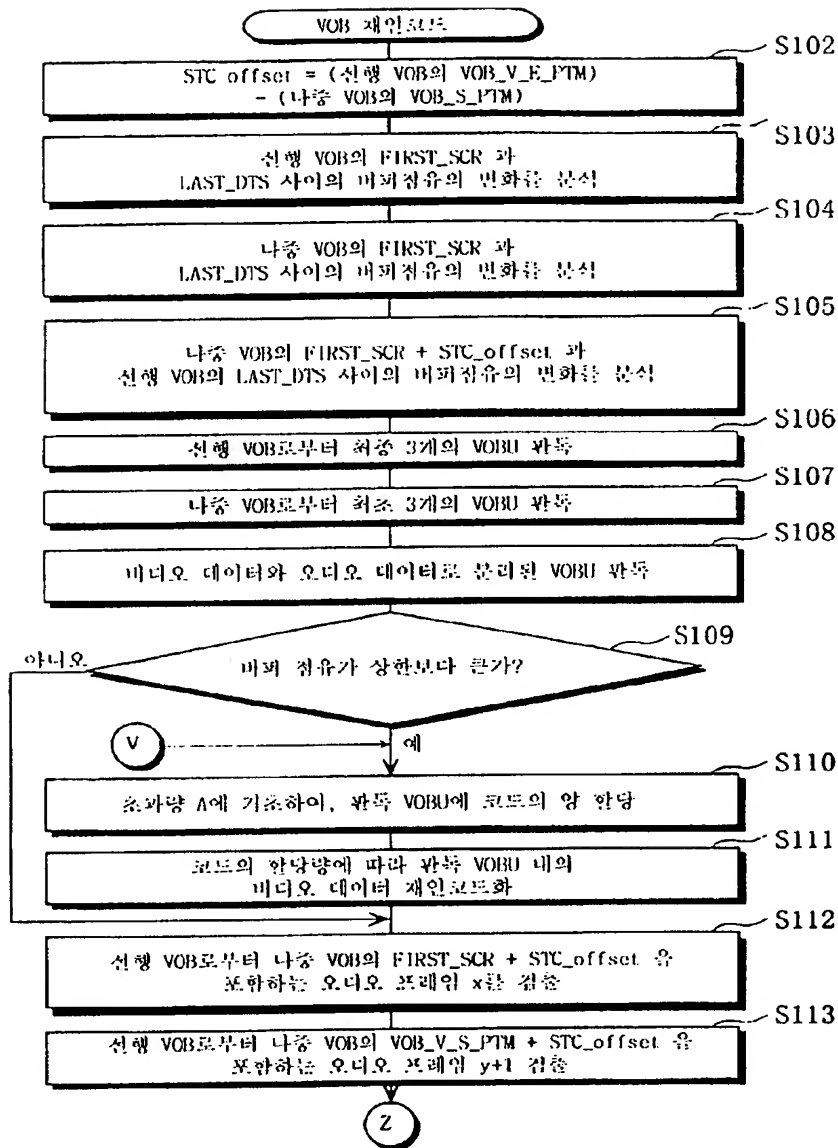 VOB 재인코드
S102
STC offset = (선행 VOB의 VOB_V_E_PTM)
- (나중 VOB의 VOB_S_PTM)
S103
선행 VOB의 FIRST_SCR 과
LAST_DTS 사이의 버퍼점유의 변화를 분석
S104
나중 VOB의 FIRST_SCR 과
LAST_DTS 사이의 버퍼점유의 변화를 분석
S105
나중 VOB의 FIRST_SCR + STC_offset 과
선행 VOB의 LAST_DTS 사이의 버퍼점유의 변화를 분석
S106
선행 VOB로부터 최종 3개의 VOBU 판독
S107
나중 VOB로부터 최초 3개의 VOBU 판독
S108
비디오 데이터와 오디오 데이터로 분리된 VOBU 판독
S109
버퍼 점유가 상한보다 큰가?
아니오
V
예
S110
초과량 A에 기초하여, 판독 VOBU에 코드의 양 할당
S111
코드의 할당량에 따라 판독 VOBU 내의
비디오 데이터 재인코드화
S112
선행 VOB로부터 나중 VOB의 FIRST_SCR + STC_offset 을
포함하는 오디오 프레임 x를 검출
S113
선행 VOB로부터 나중 VOB의 VOB_V_S_PTM + STC_offset 을
포함하는 오디오 프레임 y+1 검출
Z